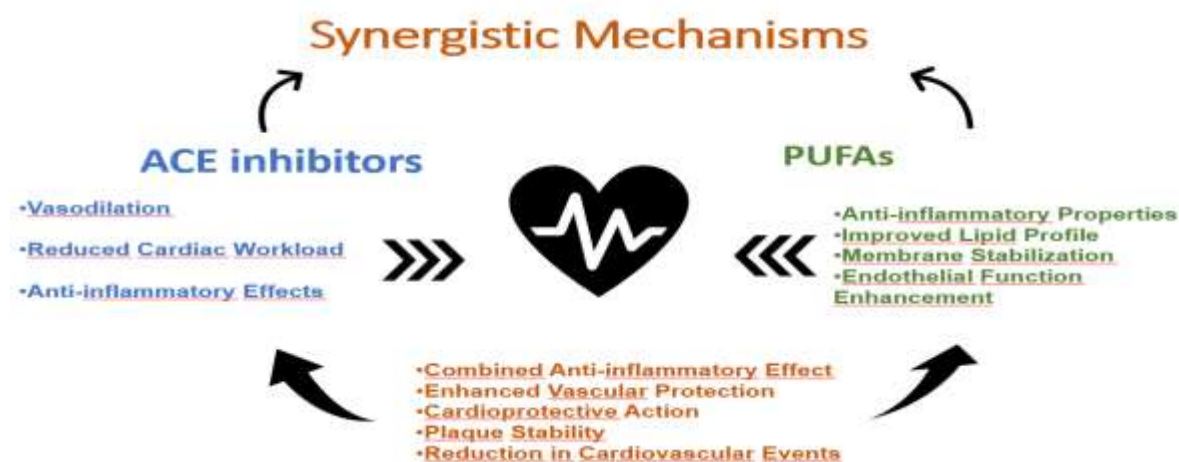 Synergistic Mechanisms
ACE inhibitors
•Vasodilation
•Reduced Cardiac Workload
•Anti-inflammatory Effects
PUFAs
•Anti-inflammatory Properties
•Improved Lipid Profile
•Membrane Stabilization
•Endothelial Function
Enhancement
•Combined Anti-inflammatory Effect
•Enhanced Vascular Protection
•Cardioprotective Action
•Plaque Stability
•Reduction in Cardiovascular Events